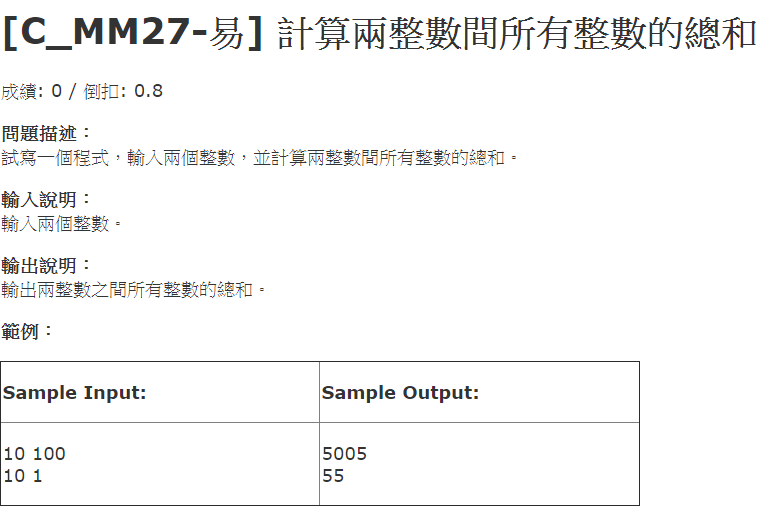 [C_MM27-易] 計算兩整數間所有整數的總和
成績: 0 / 倒扣: 0.8
問題描述：
試寫一個程式，輸入兩個整數，並計算兩整數間所有整數的總和。
輸入說明：
輸入兩個整數。
輸出說明：
輸出兩整數之間所有整數的總和。
範例：
Sample Input: Sample Output:
10 100 5005
10 1 55